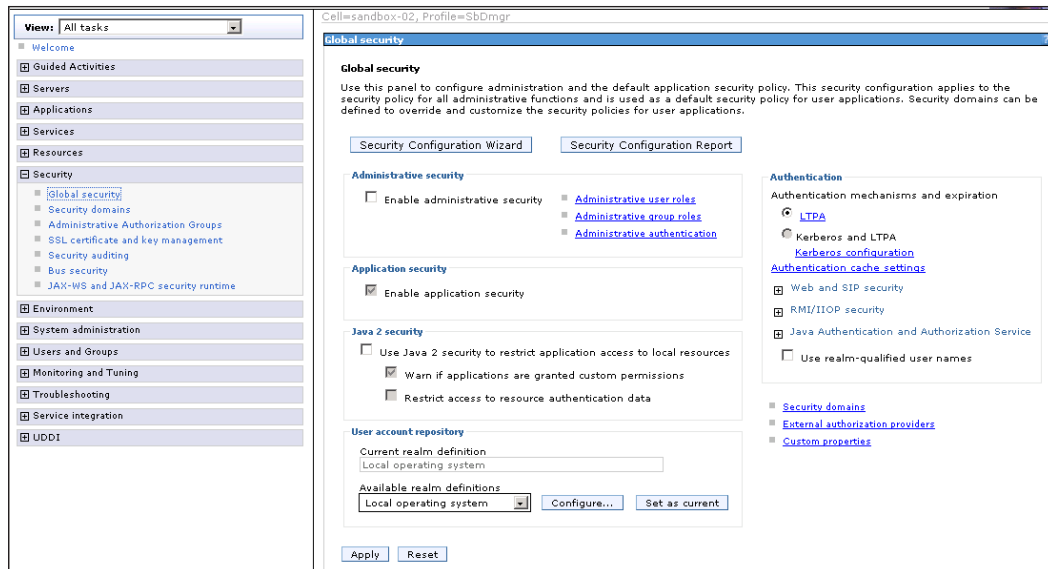 View: All tasks
Welcome
Guided Activities
Servers
Applications
Services
Resources
Security
Global security
Security domains
Administrative Authorization Groups
SSL certificate and key management
Security auditing
Bus security
JAX-WS and JAX-RPC security runtime
Environment
System administration
Users and Groups
Monitoring and Tuning
Troubleshooting
Service integration
UDDI
Cell=sandbox-02, Profile=SbDmgr
Global security ?
Global security
Use this panel to configure administration and the default application security policy. This security configuration applies to the
security policy for all administrative functions and is used as a default security policy for user applications. Security domains can be
defined to override and customize the security policies for user applications.
Security Configuration Wizard Security Configuration Report
Administrative security
Enable administrative security
Administrative user roles
Administrative group roles
Administrative authentication
Application security
Enable application security
Java 2 security
Use Java 2 security to restrict application access to local resources
Warn if applications are granted custom permissions
Restrict access to resource authentication data
User account repository
Current realm definition
Local operating system
Available realm definitions
Local operating system Configure... Set as current
Apply Reset
Authentication
Authentication mechanisms and expiration
LTPA
Kerberos and LTPA
Kerberos configuration
Authentication cache settings
Web and SIP security
RMI/IIOP security
Java Authentication and Authorization Service
Use realm-qualified user names
Security domains
External authorization providers
Custom properties